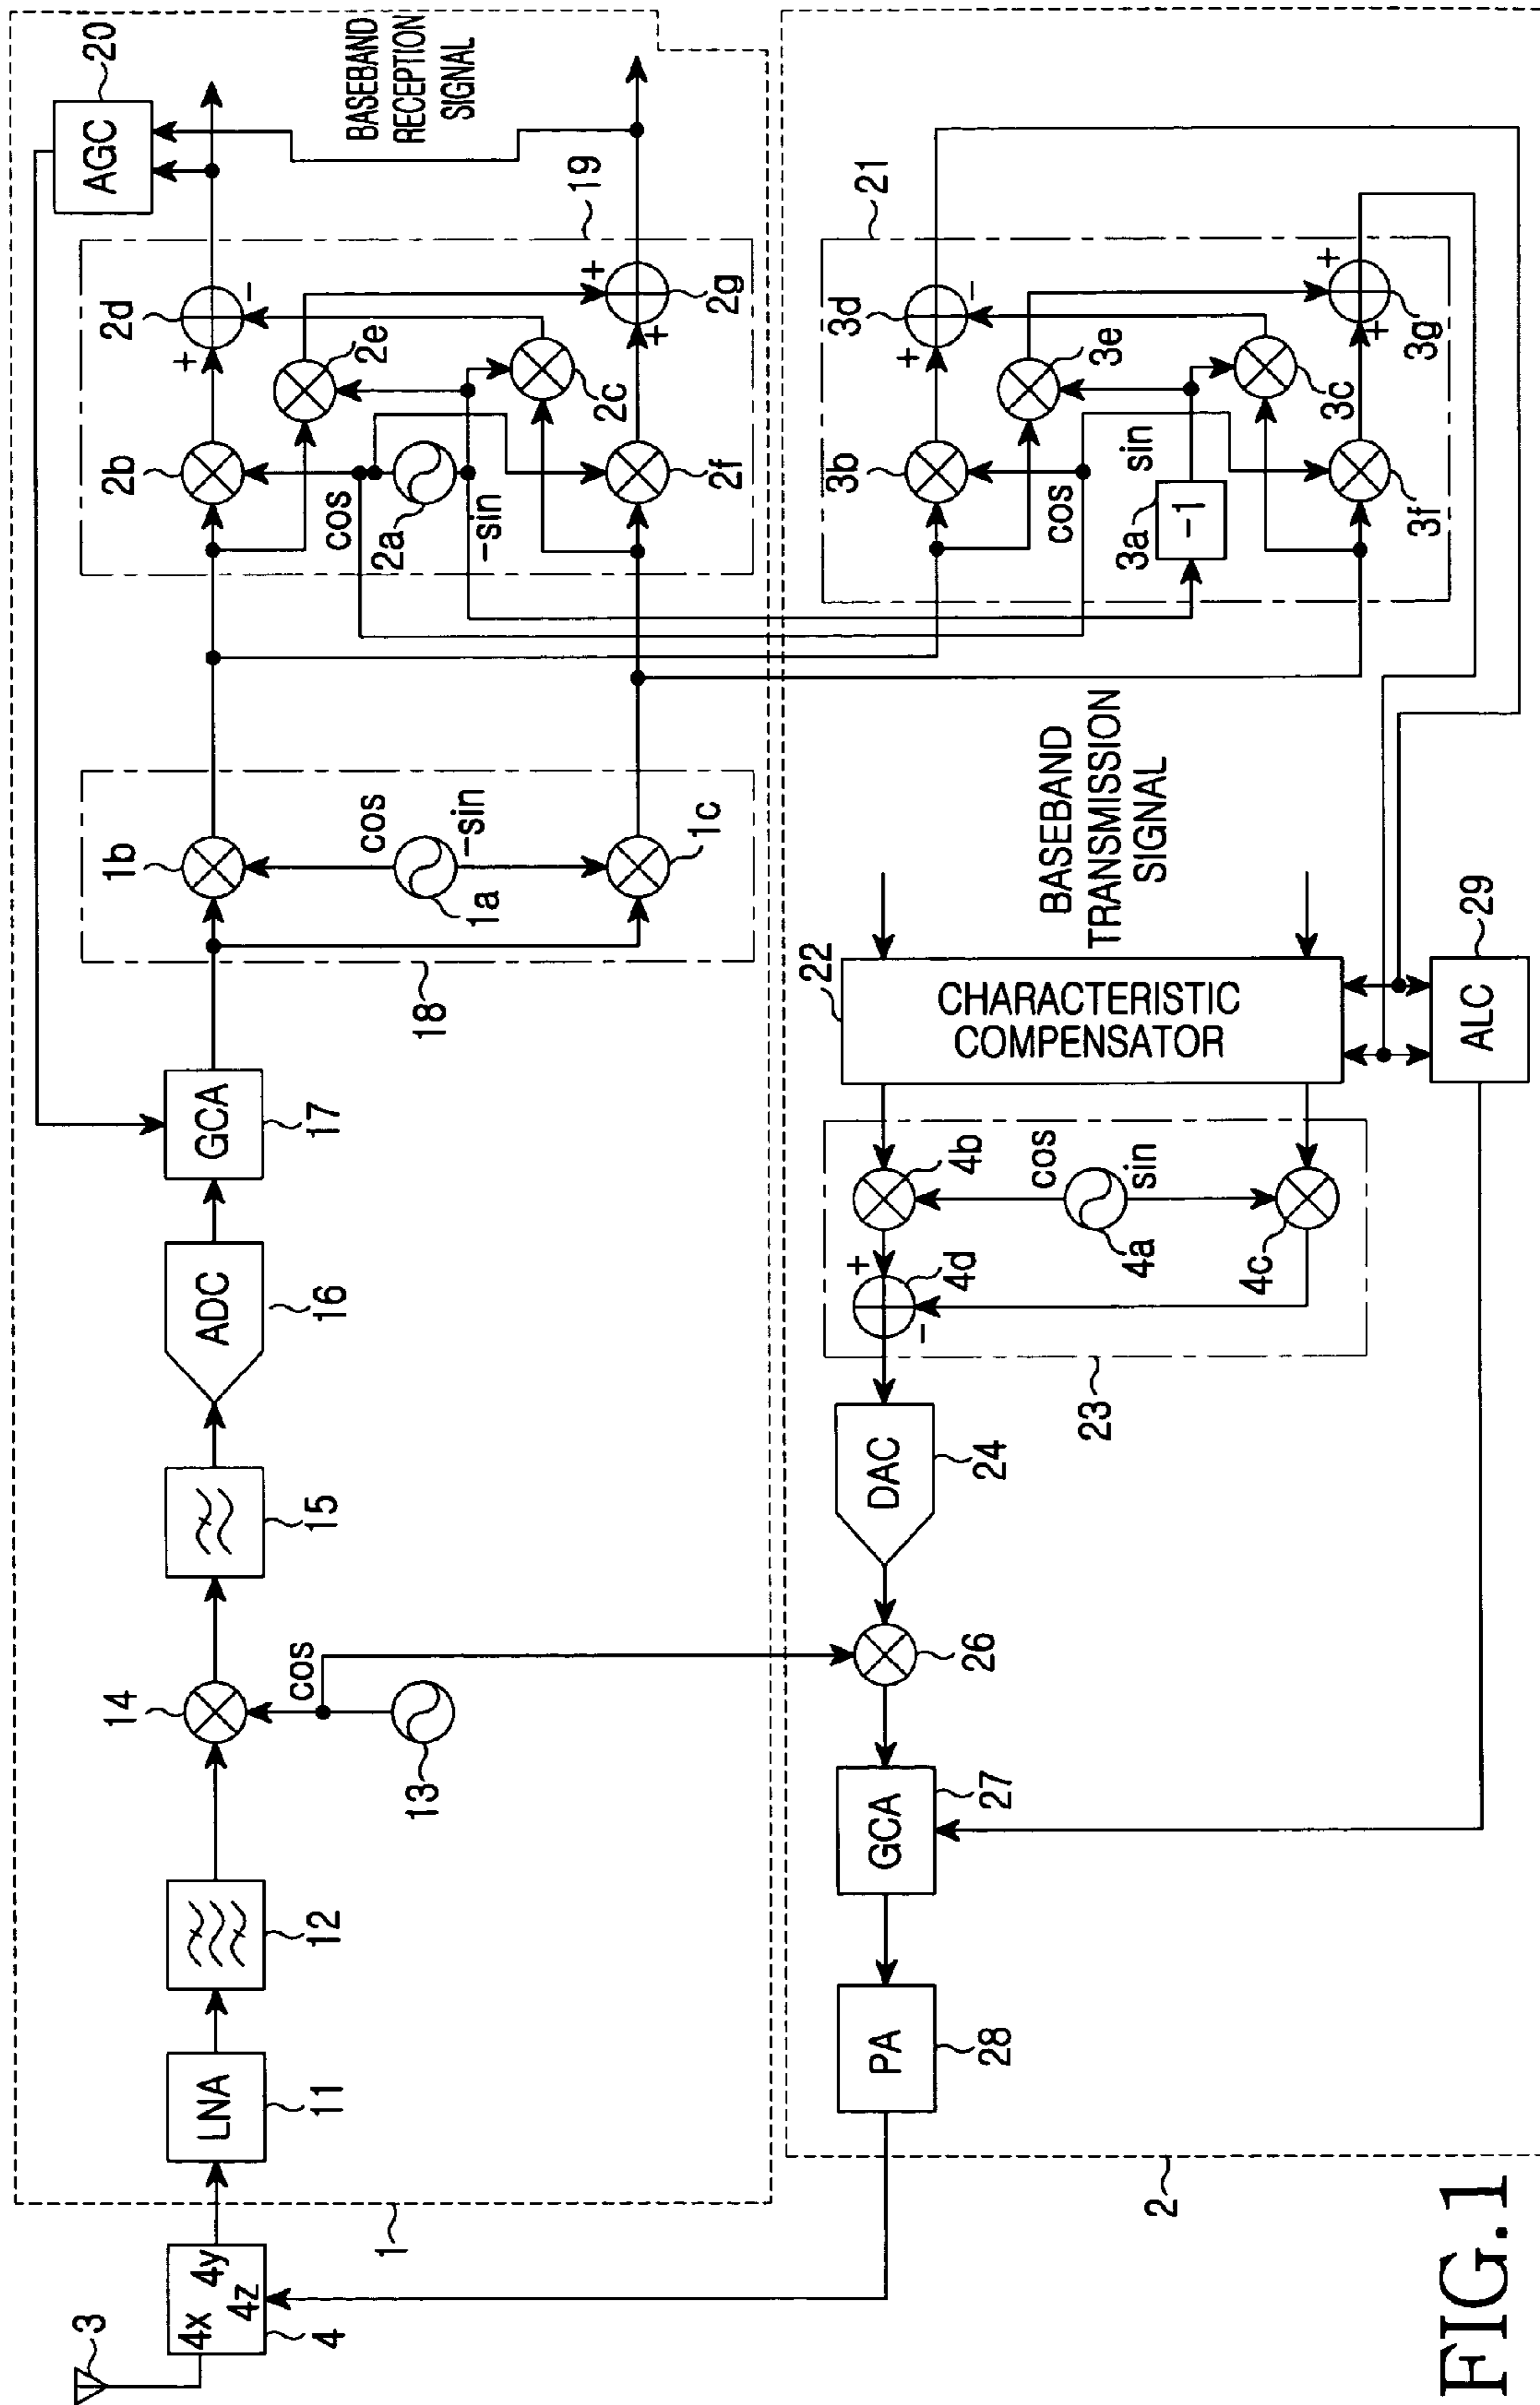 3
4x
4y
4z
4
1
LNA
11
12
14
cos
13
15
ADC
16
GCA
17
18
1b
cos
1a
-sin
1c
19
2b
cos
2a
-sin
2f
2d
+
-
2e
2c
+
+
2g
AGC
20
BASEBAND
RECEPTION
SIGNAL
2
PA
28
GCA
27
26
DAC
24
23
+
4d
-
4b
cos
4a
sin
4c
22
CHARACTERISTIC
COMPENSATOR
ALC
29
BASEBAND
TRANSMISSION
SIGNAL
21
3b
cos
3a
-1
sin
3f
3d
+
-
3e
3c
+
+
3g
FIG.1